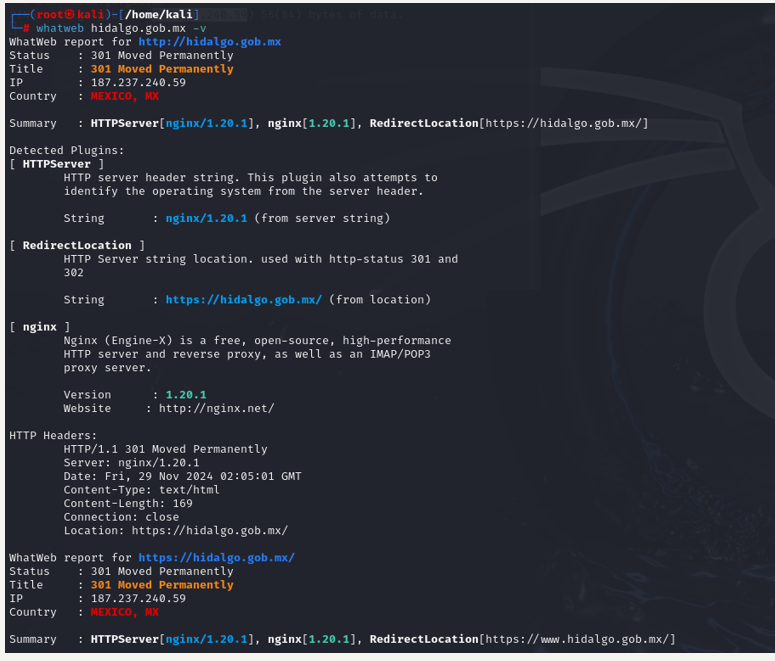 (root㉿kali)-[/home/kali]
# whatweb hidalgo.gob.mx -v
WhatWeb report for http://hidalgo.gob.mx
Status    : 301 Moved Permanently
Title     : 301 Moved Permanently
IP        : 187.237.240.59
Country   : MEXICO, MX
Summary   : HTTPServer[nginx/1.20.1], nginx[1.20.1], RedirectLocation[https://hidalgo.gob.mx/]
Detected Plugins:
[ HTTPServer ]
HTTP server header string. This plugin also attempts to
identify the operating system from the server header.
String       : nginx/1.20.1 (from server string)
[ RedirectLocation ]
HTTP Server string location. used with http-status 301 and
302
String       : https://hidalgo.gob.mx/ (from location)
[ nginx ]
Nginx (Engine-X) is a free, open-source, high-performance
HTTP server and reverse proxy, as well as an IMAP/POP3
proxy server.
Version      : 1.20.1
Website     : http://nginx.net/
HTTP Headers:
HTTP/1.1 301 Moved Permanently
Server: nginx/1.20.1
Date: Fri, 29 Nov 2024 02:05:01 GMT
Content-Type: text/html
Content-Length: 169
Connection: close
Location: https://hidalgo.gob.mx/
WhatWeb report for https://hidalgo.gob.mx/
Status    : 301 Moved Permanently
Title     : 301 Moved Permanently
IP        : 187.237.240.59
Country   : MEXICO, MX
Summary   : HTTPServer[nginx/1.20.1], nginx[1.20.1], RedirectLocation[https://www.hidalgo.gob.mx/]